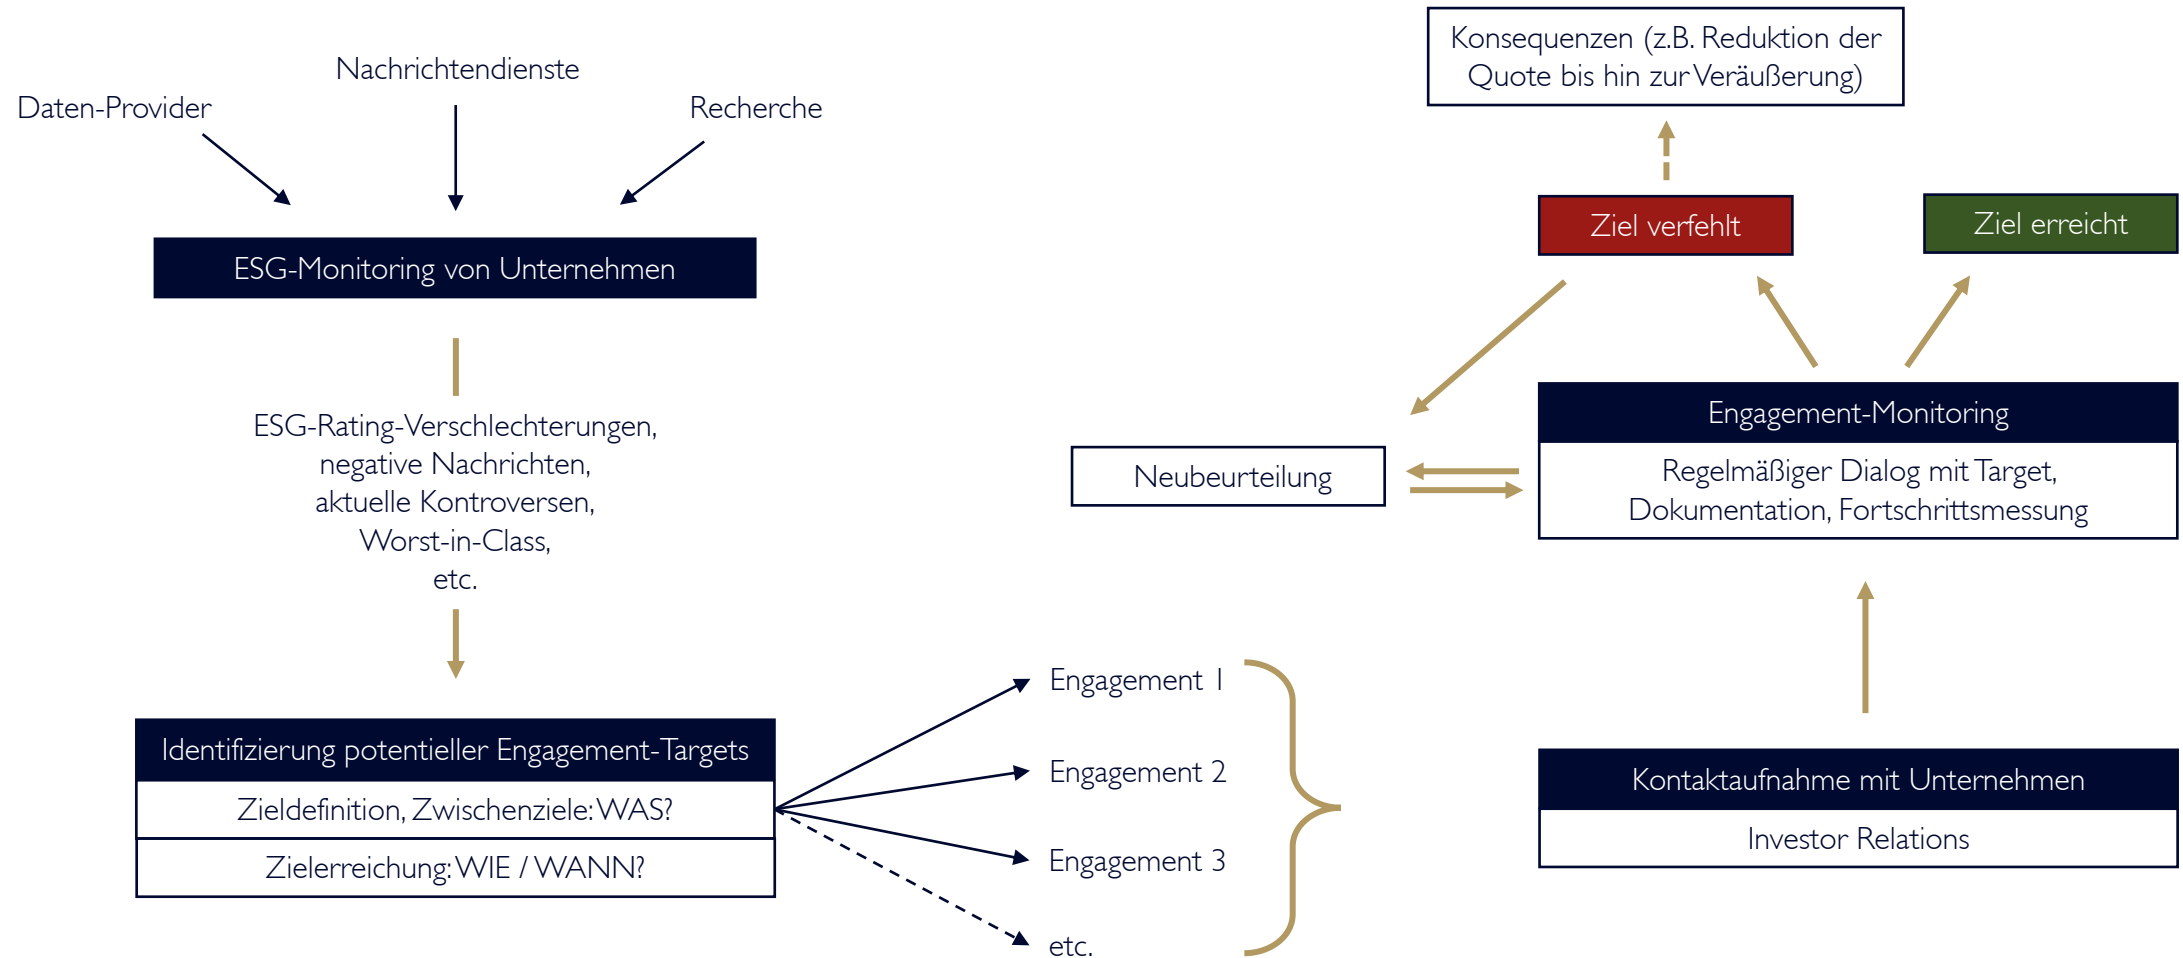 Nachrichtendienste
Daten-Provider
Recherche
ESG-Monitoring von Unternehmen
ESG-Rating-Verschlechterungen,
negative Nachrichten,
aktuelle Kontroversen,
Worst-in-Class,
etc.
Identifizierung potentieller Engagement-Targets
Zieldefinition, Zwischenziele: WAS?
Zielerreichung: WIE / WANN?
Engagement 1
Engagement 2
Engagement 3
etc.
Kontaktaufnahme mit Unternehmen
Investor Relations
Engagement-Monitoring
Regelmäßiger Dialog mit Target,
Dokumentation, Fortschrittsmessung
Neubeurteilung
Ziel verfehlt
Ziel erreicht
Konsequenzen (z.B. Reduktion der
Quote bis hin zur Veräußerung)